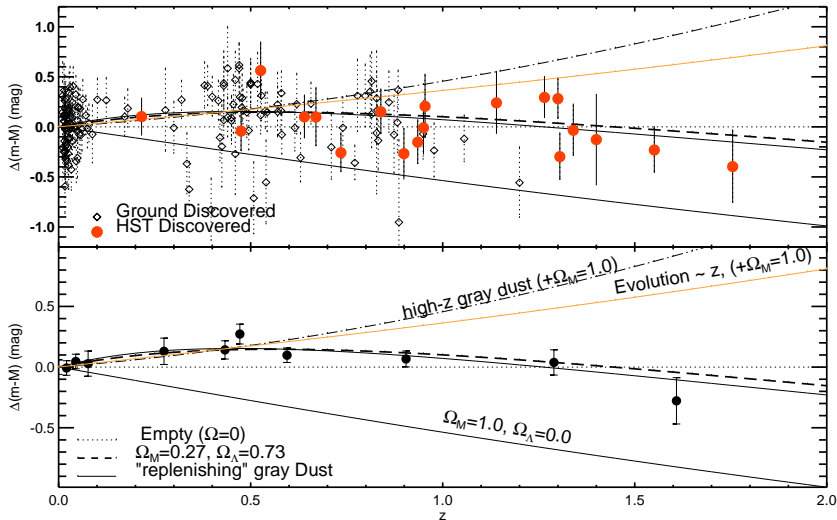 1.0
0.5
0.0
-0.5
-1.0
Δ(m-M) (mag)
Ground Discovered
HST Discovered
high-z gray dust (+Ω_M=1.0)
Evolution ~ z, (+Ω_M=1.0)
0.5
0.0
-0.5
Δ(m-M) (mag)
Ω_M=1.0, Ω_Λ=0.0
Empty (Ω=0)
Ω_M=0.27, Ω_Λ=0.73
"replenishing" gray Dust
0.0 0.5 1.0 1.5 2.0
z